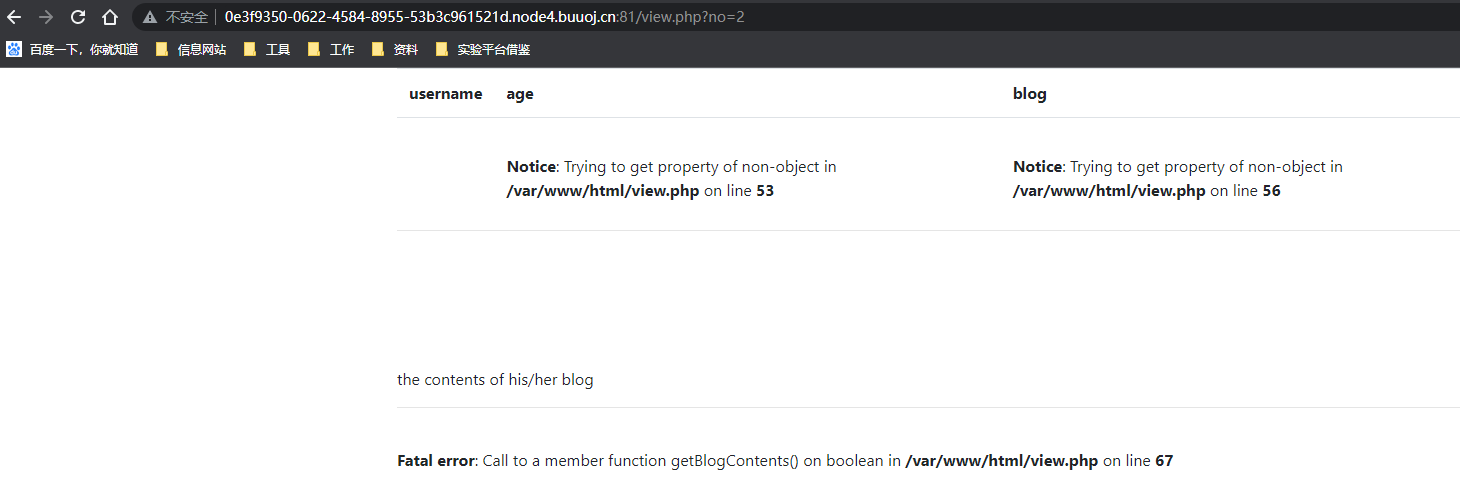 不安全 0e3f9350-0622-4584-8955-53b3c961521d.node4.buuoj.cn:81/view.php?no=2
百度一下，你就知道 信息网站 工具 工作 资料 实验平台借鉴
username age blog
Notice: Trying to get property of non-object in
/var/www/html/view.php on line 53
Notice: Trying to get property of non-object in
/var/www/html/view.php on line 56
the contents of his/her blog
Fatal error: Call to a member function getBlogContents() on boolean in /var/www/html/view.php on line 67